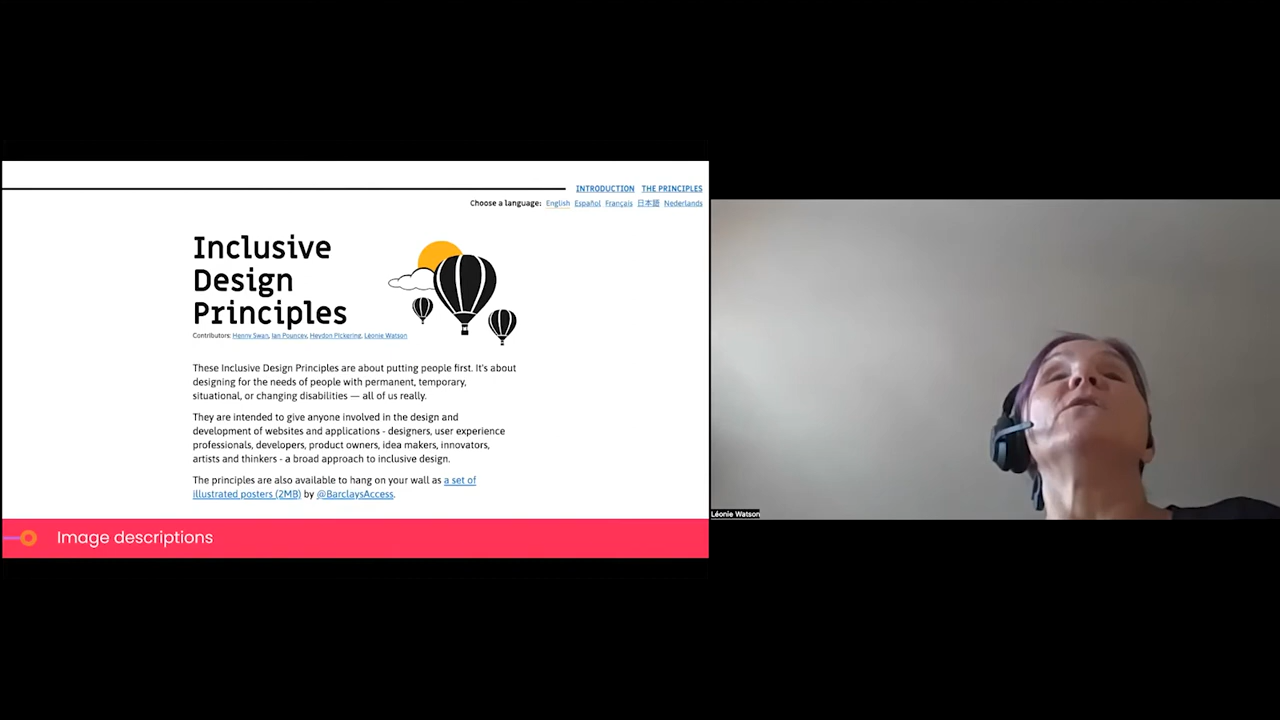 INTRODUCTION THE PRINCIPLES
Choose a language: English Español Français 日本語 Nederlands
Inclusive
Design
Principles
Contributors: Henny Swan, Ian Pouncey, Heydon Pickering, Léonie Watson
These Inclusive Design Principles are about putting people first. It's about
designing for the needs of people with permanent, temporary,
situational, or changing disabilities — all of us really.
They are intended to give anyone involved in the design and
development of websites and applications - designers, user experience
professionals, developers, product owners, idea makers, innovators,
artists and thinkers - a broad approach to inclusive design.
The principles are also available to hang on your wall as a set of
illustrated posters (2MB) by @BarclaysAccess.
Image descriptions
Léonie Watson